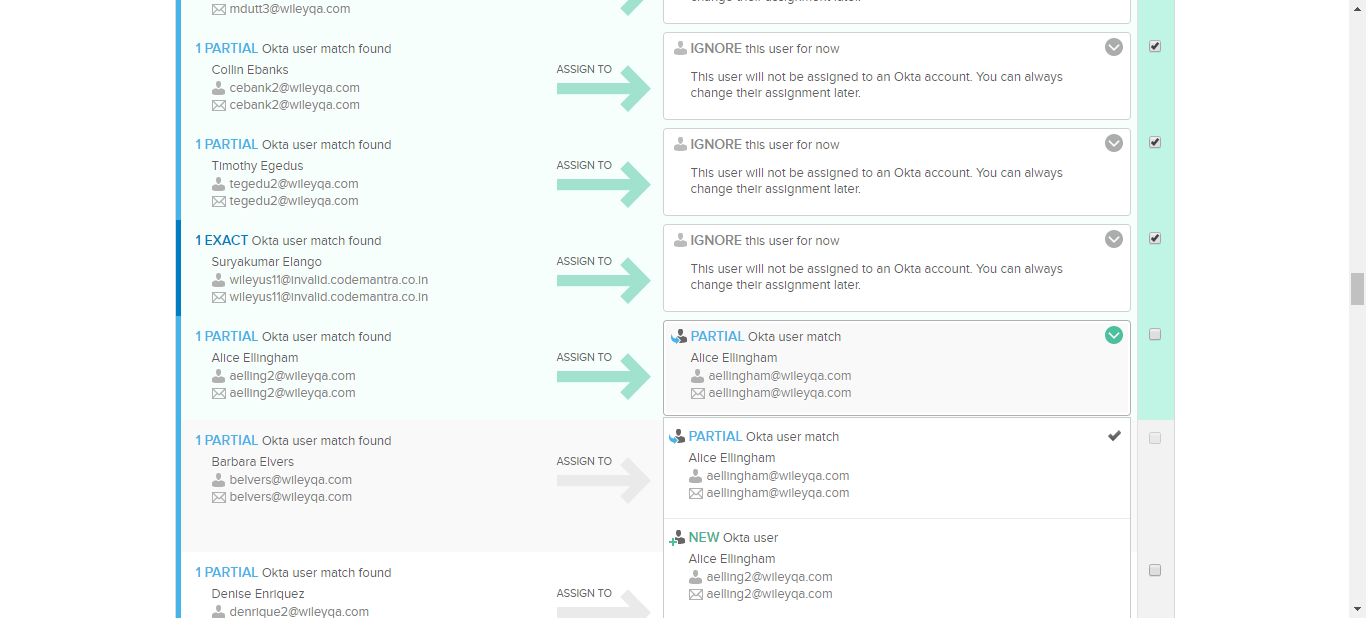 mdutt3@wileyqa.com
change their assignment later.
1 PARTIAL Okta user match found
Collin Ebanks
cebank2@wileyqa.com
cebank2@wileyqa.com
ASSIGN TO
IGNORE this user for now
This user will not be assigned to an Okta account. You can always
change their assignment later.
1 PARTIAL Okta user match found
Timothy Egedus
tegedu2@wileyqa.com
tegedu2@wileyqa.com
ASSIGN TO
IGNORE this user for now
This user will not be assigned to an Okta account. You can always
change their assignment later.
1 EXACT Okta user match found
Suryakumar Elango
wileyus11@invalid.codemantra.co.in
wileyus11@invalid.codemantra.co.in
ASSIGN TO
IGNORE this user for now
This user will not be assigned to an Okta account. You can always
change their assignment later.
1 PARTIAL Okta user match found
Alice Ellingham
aelling2@wileyqa.com
aelling2@wileyqa.com
ASSIGN TO
PARTIAL Okta user match
Alice Ellingham
aellingham@wileyqa.com
aellingham@wileyqa.com
1 PARTIAL Okta user match found
Barbara Elvers
belvers@wileyqa.com
belvers@wileyqa.com
ASSIGN TO
PARTIAL Okta user match
Alice Ellingham
aellingham@wileyqa.com
aellingham@wileyqa.com
NEW Okta user
Alice Ellingham
aelling2@wileyqa.com
aelling2@wileyqa.com
1 PARTIAL Okta user match found
Denise Enriquez
denrique2@wileyqa.com
ASSIGN TO